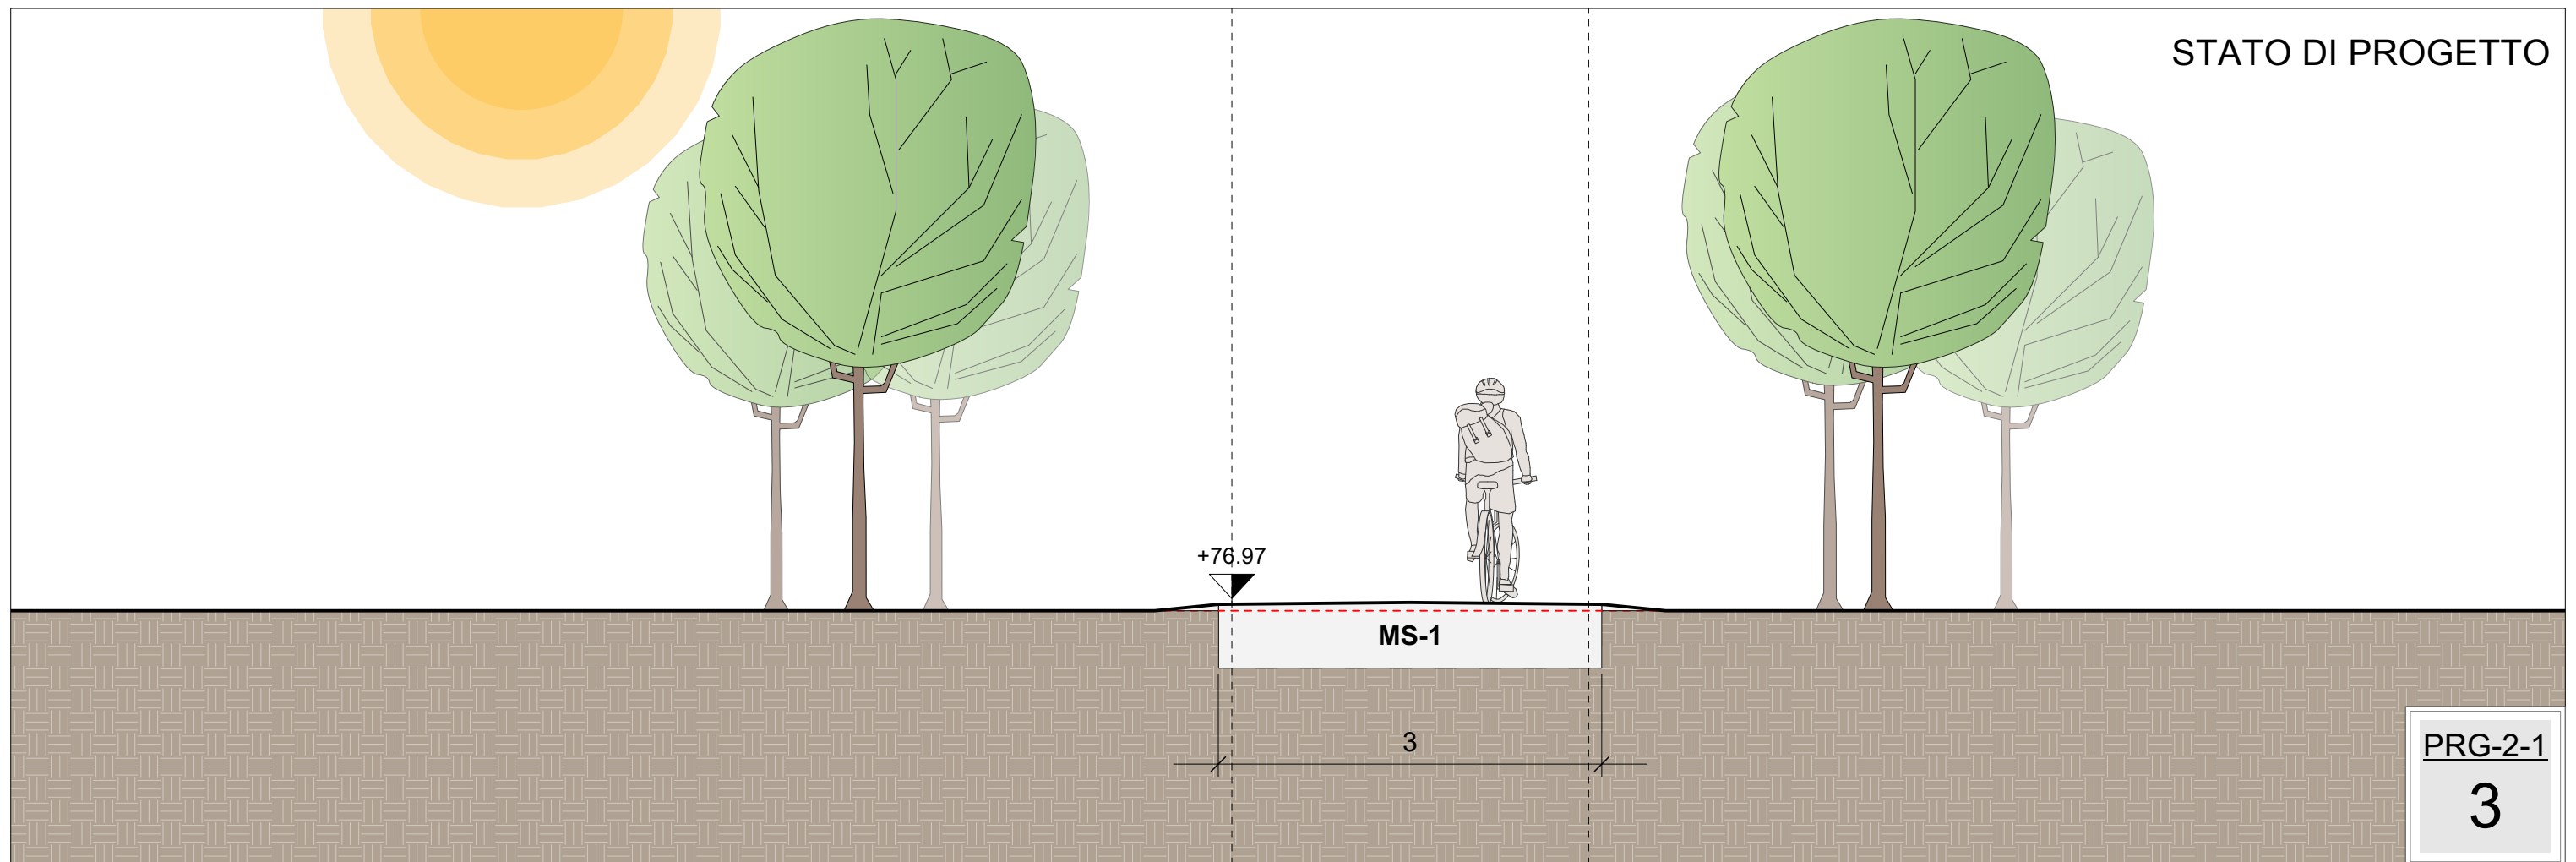 STATO DI PROGETTO
+76.97
MS-1
3
PRG-2-1
3